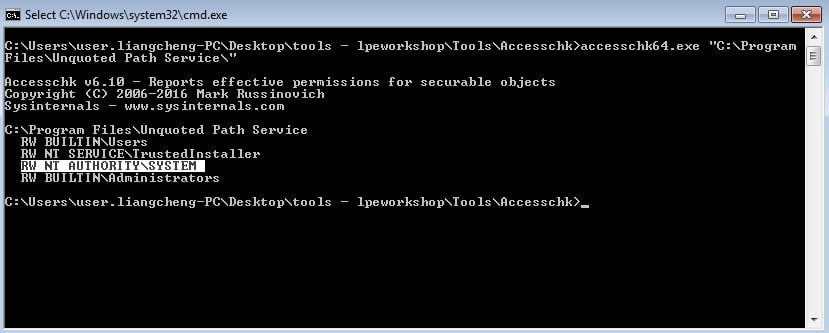 Select C:\Windows\system32\cmd.exe
C:\Users\user.liangcheng-PC\Desktop\tools - lpeworkshop\Tools\Accesschk>accesschk64.exe "C:\Program
Files\Unquoted Path Service\"
Accesschk v6.10 - Reports effective permissions for securable objects
Copyright (C) 2006-2016 Mark Russinovich
Sysinternals - www.sysinternals.com
C:\Program Files\Unquoted Path Service
RW BUILTIN\Users
RW NT SERVICE\TrustedInstaller
RW NT AUTHORITY\SYSTEM
RW BUILTIN\Administrators
C:\Users\user.liangcheng-PC\Desktop\tools - lpeworkshop\Tools\Accesschk>_